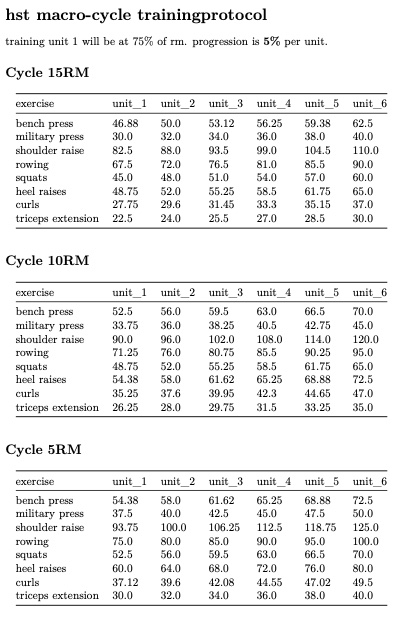 hst macro-cycle trainingprotocol
training unit 1 will be at 75% of rm. progression is 5% per unit.
Cycle 15RM
exercise unit_1 unit_2 unit_3 unit_4 unit_5 unit_6
bench press 46.88 50.0 53.12 56.25 59.38 62.5
military press 30.0 32.0 34.0 36.0 38.0 40.0
shoulder raise 82.5 88.0 93.5 99.0 104.5 110.0
rowing 67.5 72.0 76.5 81.0 85.5 90.0
squats 45.0 48.0 51.0 54.0 57.0 60.0
heel raises 48.75 52.0 55.25 58.5 61.75 65.0
curls 27.75 29.6 31.45 33.3 35.15 37.0
triceps extension 22.5 24.0 25.5 27.0 28.5 30.0
Cycle 10RM
exercise unit_1 unit_2 unit_3 unit_4 unit_5 unit_6
bench press 52.5 56.0 59.5 63.0 66.5 70.0
military press 33.75 36.0 38.25 40.5 42.75 45.0
shoulder raise 90.0 96.0 102.0 108.0 114.0 120.0
rowing 71.25 76.0 80.75 85.5 90.25 95.0
squats 48.75 52.0 55.25 58.5 61.75 65.0
heel raises 54.38 58.0 61.62 65.25 68.88 72.5
curls 35.25 37.6 39.95 42.3 44.65 47.0
triceps extension 26.25 28.0 29.75 31.5 33.25 35.0
Cycle 5RM
exercise unit_1 unit_2 unit_3 unit_4 unit_5 unit_6
bench press 54.38 58.0 61.62 65.25 68.88 72.5
military press 37.5 40.0 42.5 45.0 47.5 50.0
shoulder raise 93.75 100.0 106.25 112.5 118.75 125.0
rowing 75.0 80.0 85.0 90.0 95.0 100.0
squats 52.5 56.0 59.5 63.0 66.5 70.0
heel raises 60.0 64.0 68.0 72.0 76.0 80.0
curls 37.12 39.6 42.08 44.55 47.02 49.5
triceps extension 30.0 32.0 34.0 36.0 38.0 40.0